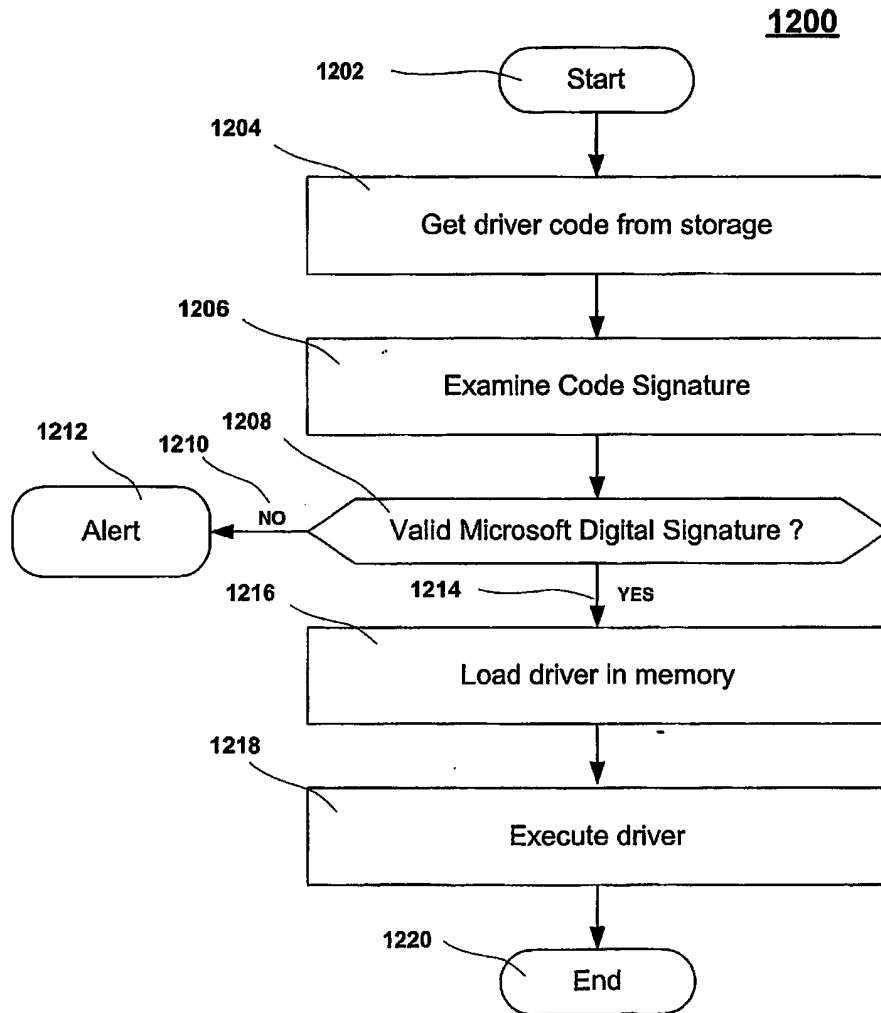 1200
1202
Start
1204
Get driver code from storage
1206
Examine Code Signature
1208
1210
1212
Alert
NO
Valid Microsoft Digital Signature ?
1214
YES
1216
Load driver in memory
1218
Execute driver
1220
End